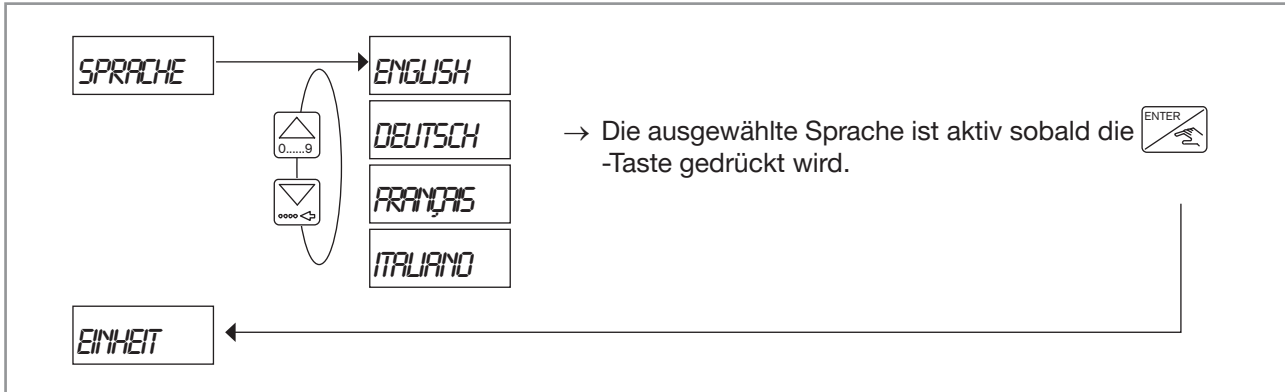 SPRACHE
ENGLISH
0......9
DEUTSCH
→ Die ausgewählte Sprache ist aktiv sobald die ENTER
-Taste gedrückt wird.
FRANÇAIS
ITALIANO
EINHEIT